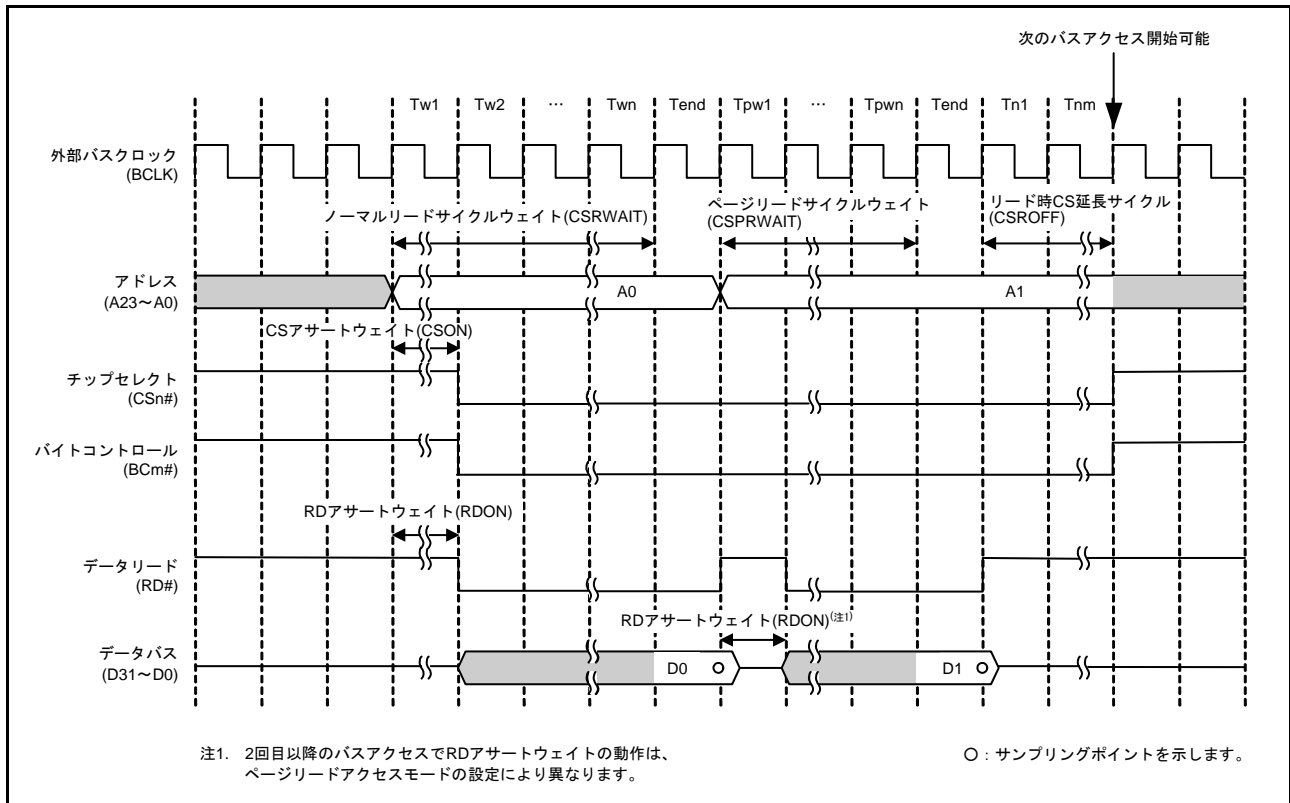 次のバスアクセス開始可能
Tw1 Tw2 … Twn Tend Tpw1 … Tpwn Tend Tn1 Tnm
外部バスクロック
(BCLK)
ノーマルリードサイクルウェイト(CSRWAIT)
ページリードサイクルウェイト
(CSPRWAIT)
リード時CS延長サイクル
(CSROFF)
アドレス
(A23～A0)
A0 A1
CSアサートウェイト(CSON)
チップセレクト
(CSn#)
バイトコントロール
(BCm#)
RDアサートウェイト(RDON)
データリード
(RD#)
RDアサートウェイト(RDON)(注1)
データバス
(D31～D0)
D0 D1
注1. 2回目以降のバスアクセスでRDアサートウェイトの動作は、
ページリードアクセスモードの設定により異なります。
○：サンプリングポイントを示します。